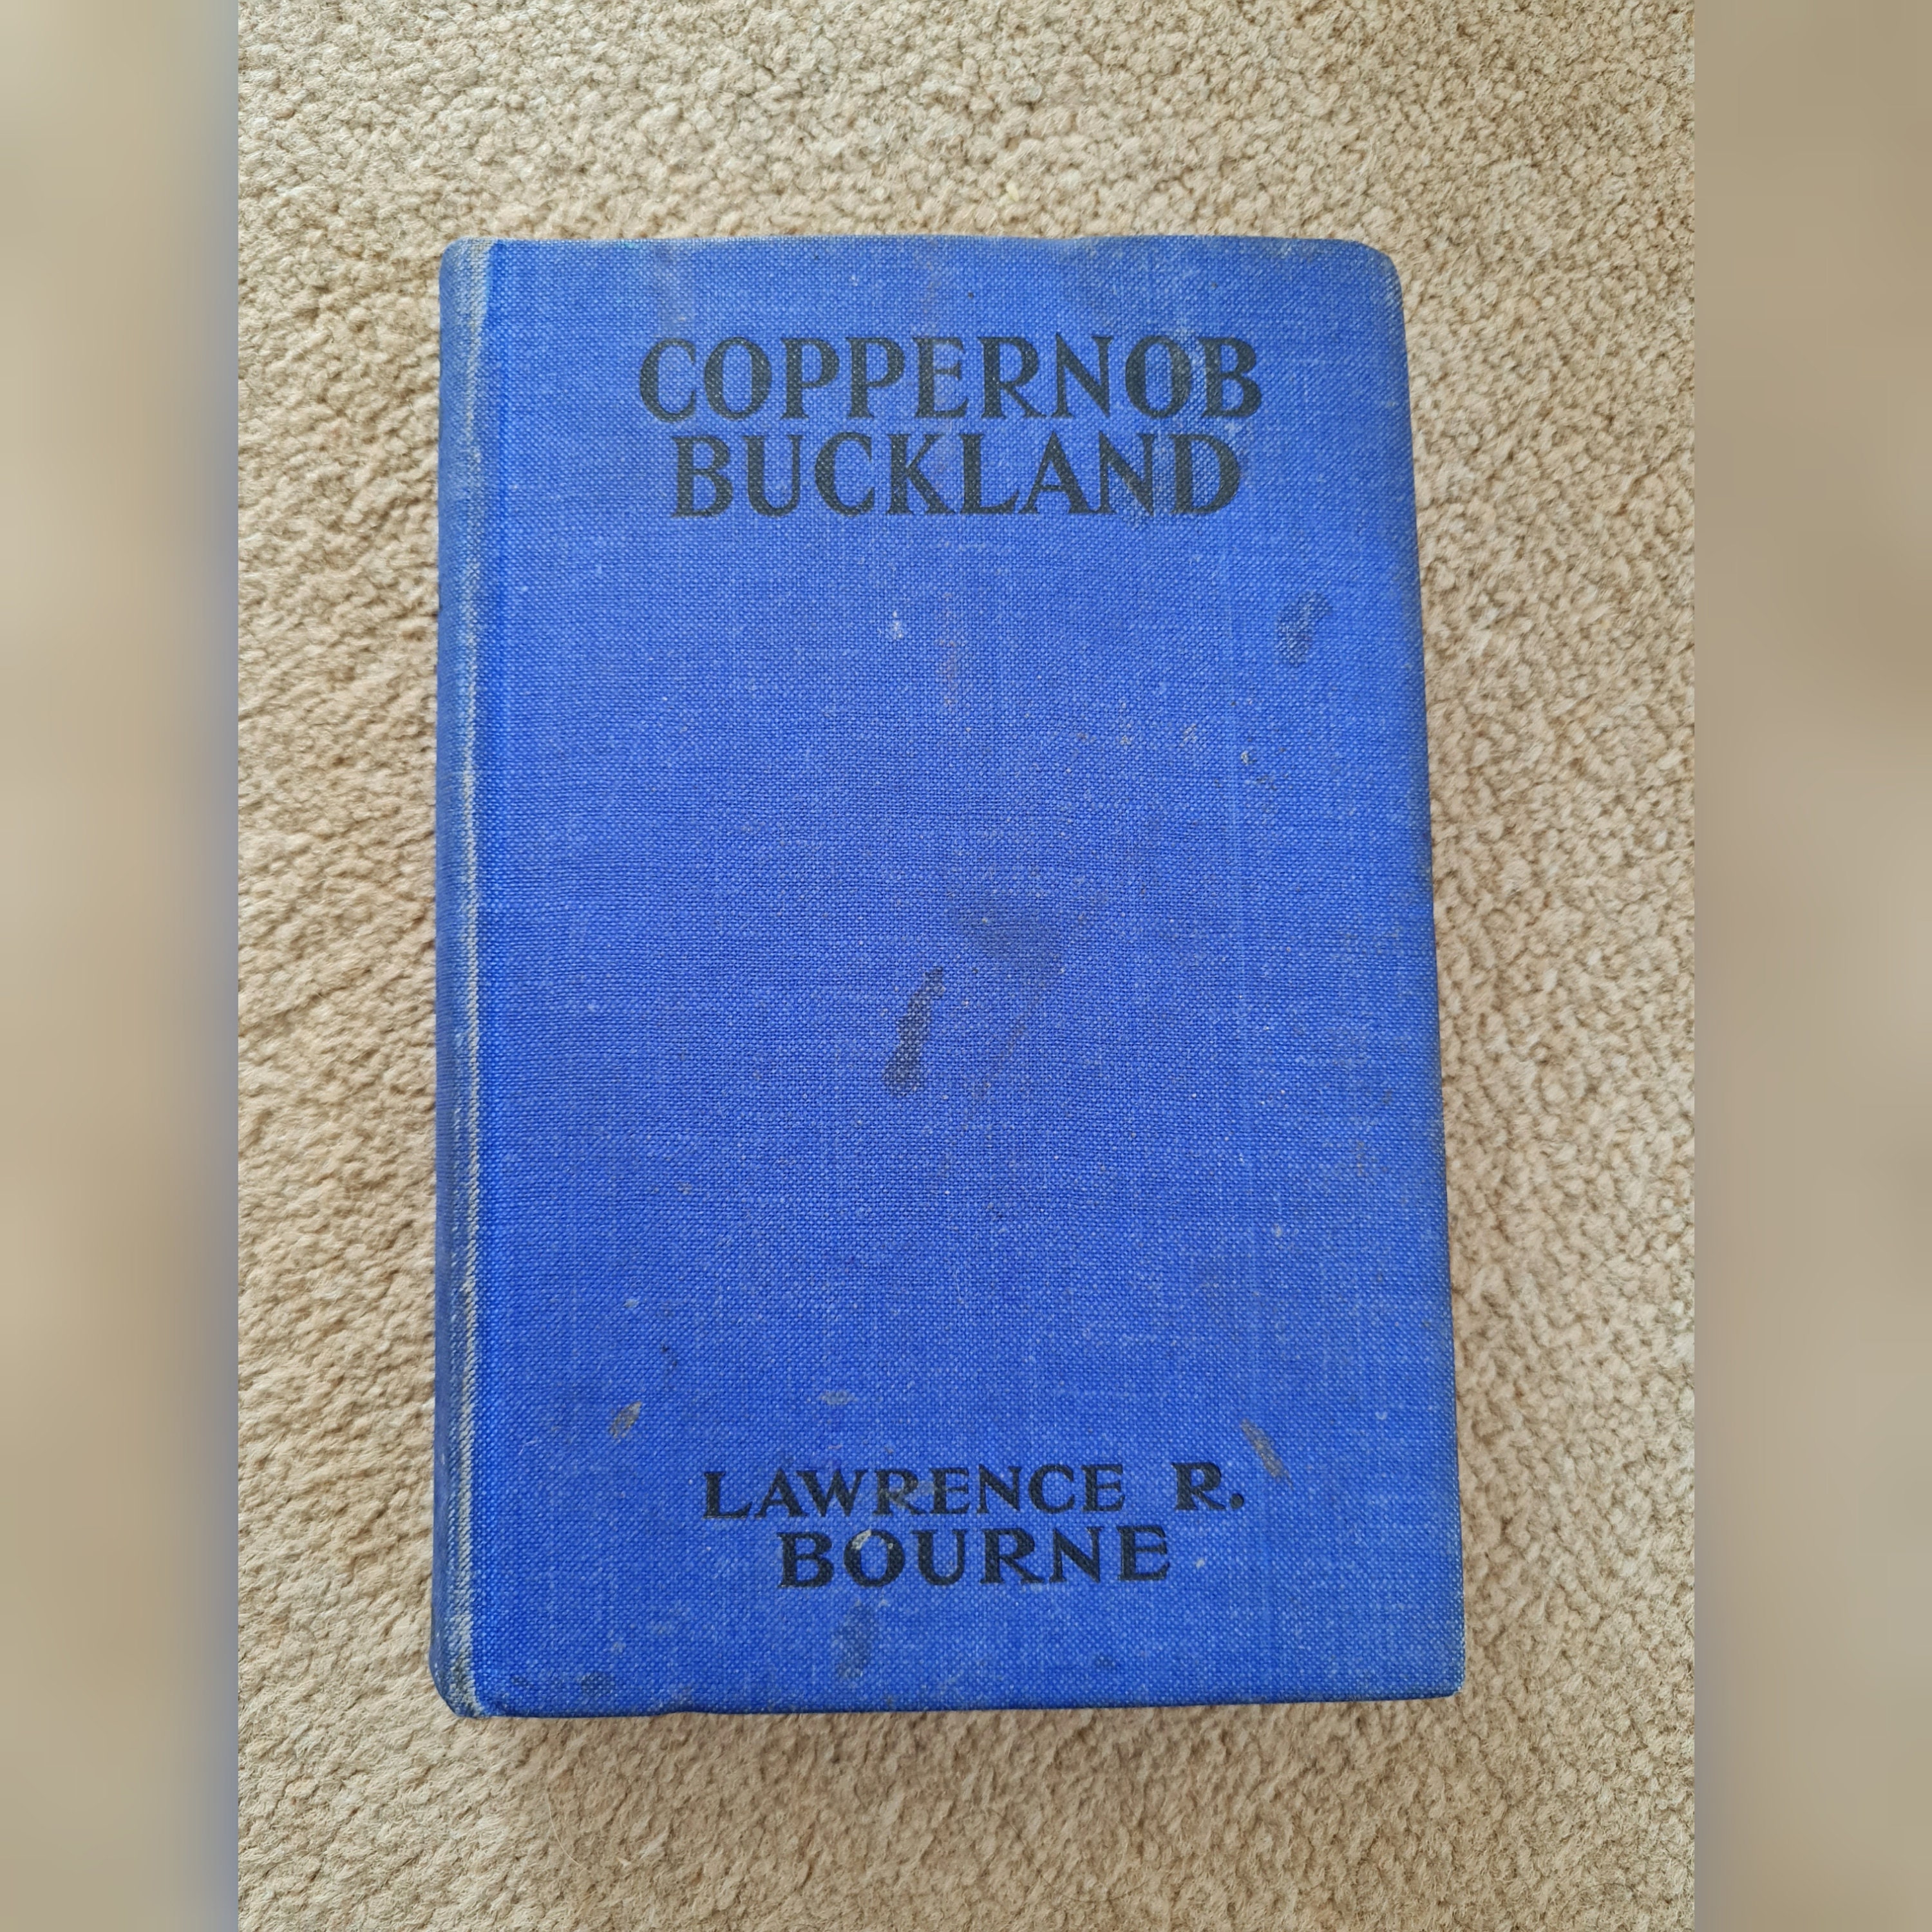 COPPERNOB
BUCKLAND
LAWRENCE R.
BOURNE